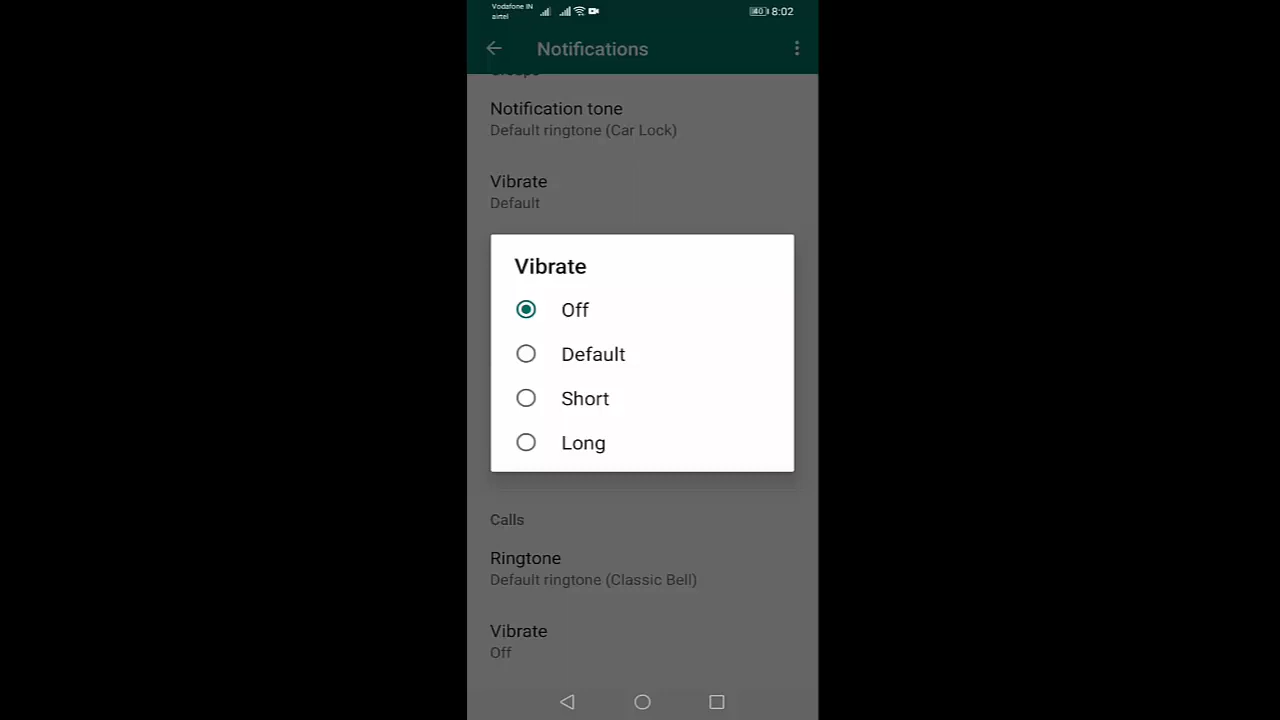 Vodafone IN
airtel
40 8:02
Notifications
Groups
Notification tone
Default ringtone (Car Lock)
Vibrate
Default
Vibrate
Off
Default
Short
Long
Calls
Ringtone
Default ringtone (Classic Bell)
Vibrate
Off